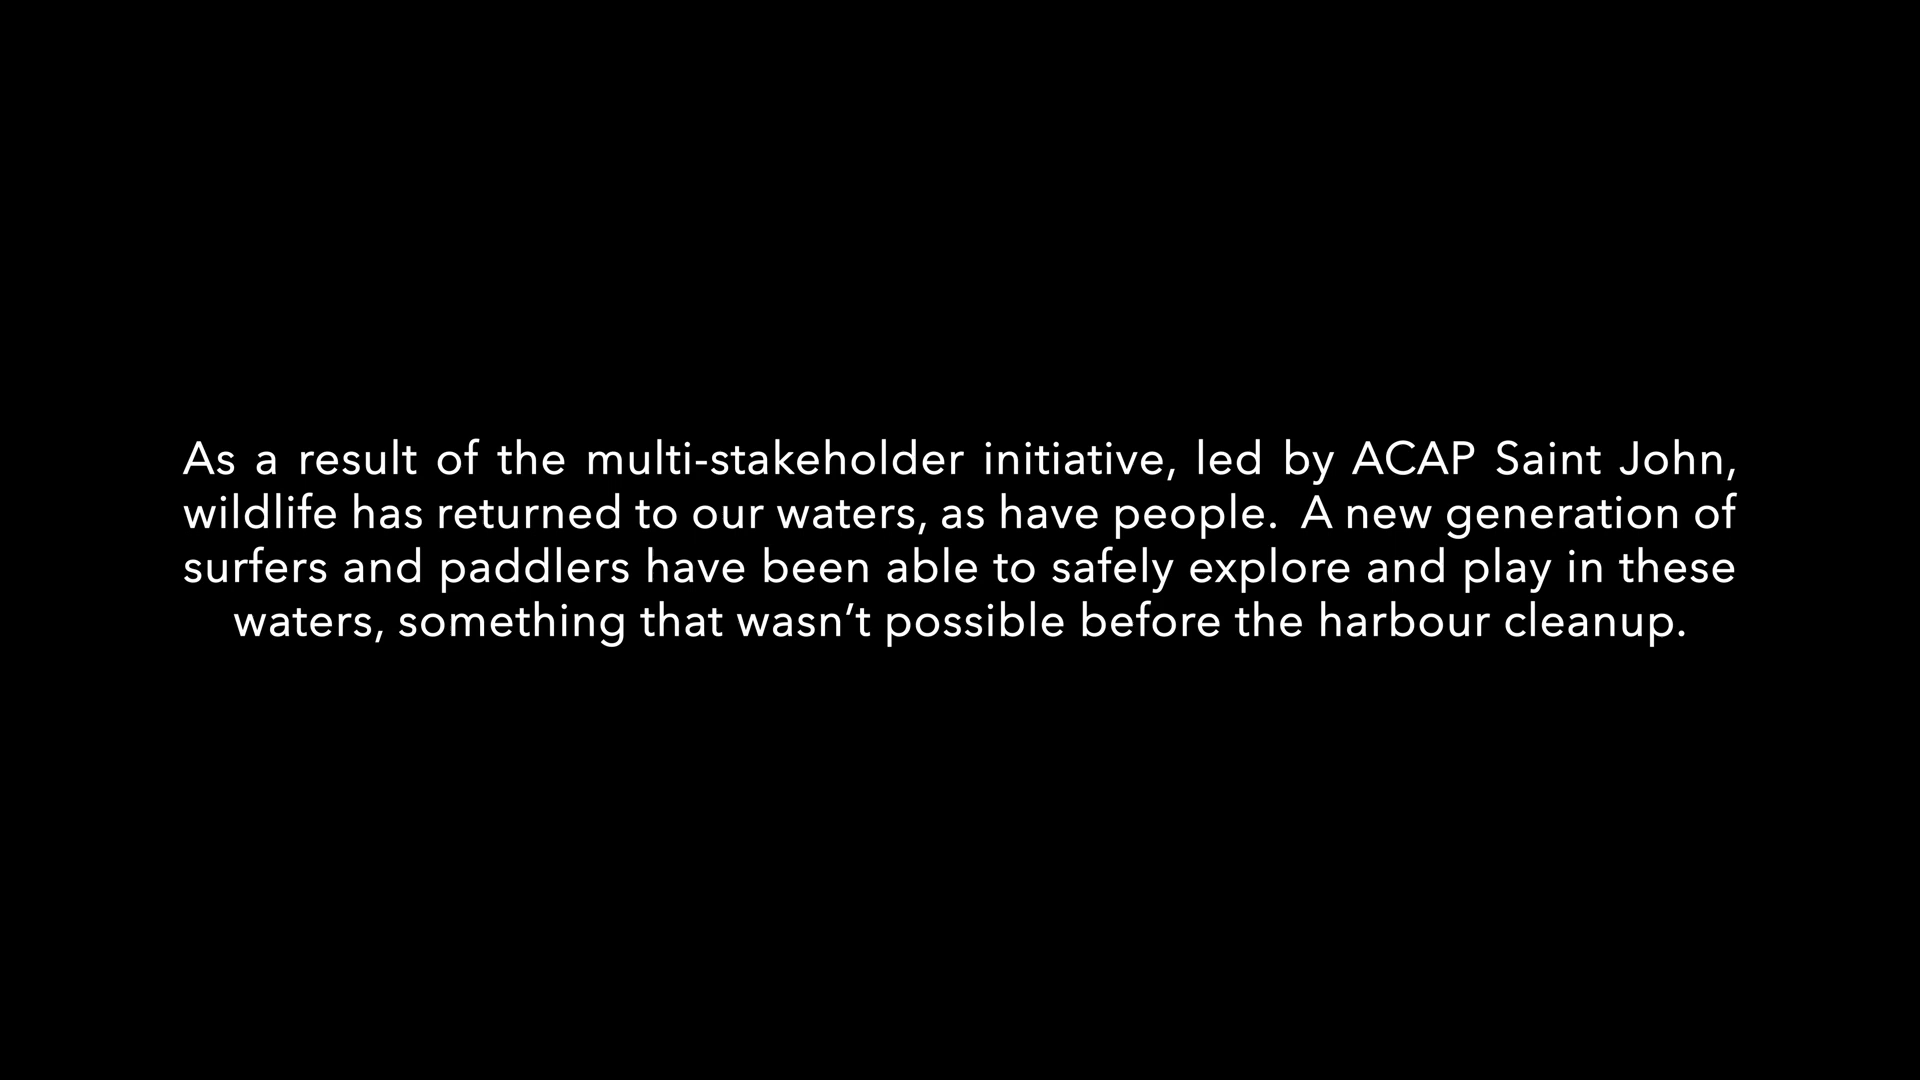 As a result of the multi-stakeholder initiative, led by ACAP Saint John,
wildlife has returned to our waters, as have people.  A new generation of
surfers and paddlers have been able to safely explore and play in these
waters, something that wasn’t possible before the harbour cleanup.